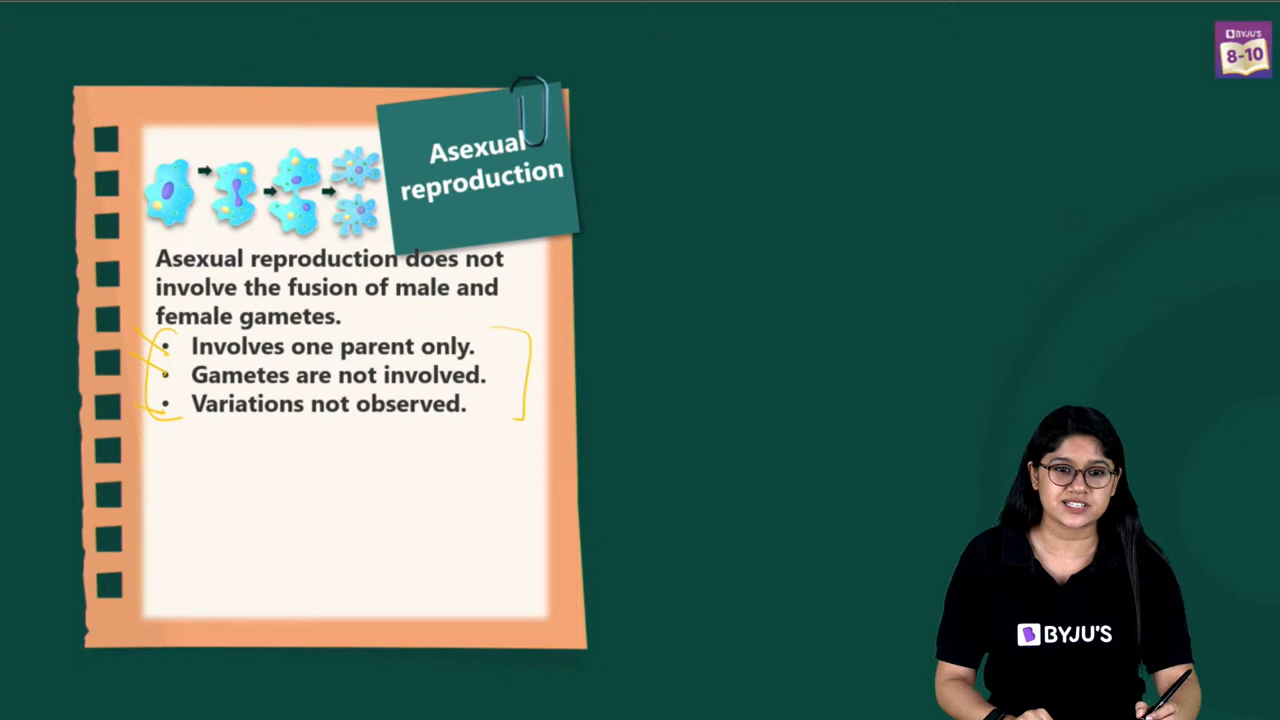 BYJU'S
8-10
Asexual
reproduction
Asexual reproduction does not
involve the fusion of male and
female gametes.
• Involves one parent only.
• Gametes are not involved.
• Variations not observed.
BYJU'S